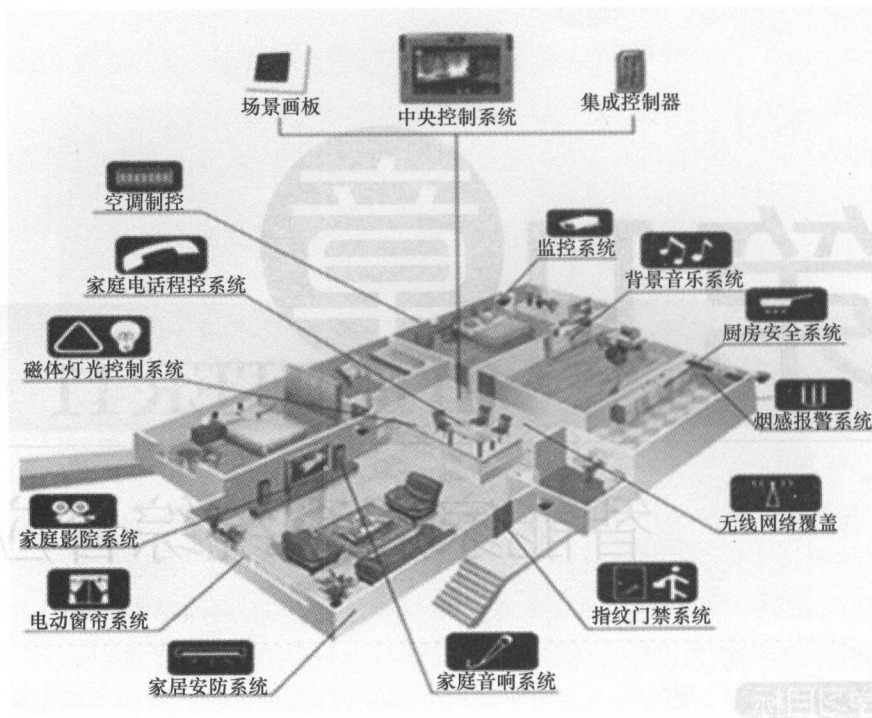 场景画板
中央控制系统
集成控制器
空调制控
监控系统
家庭电话程控系统
背景音乐系统
厨房安全系统
磁体灯光控制系统
烟感报警系统
家庭影院系统
无线网络覆盖
电动窗帘系统
指纹门禁系统
家居安防系统
家庭音响系统